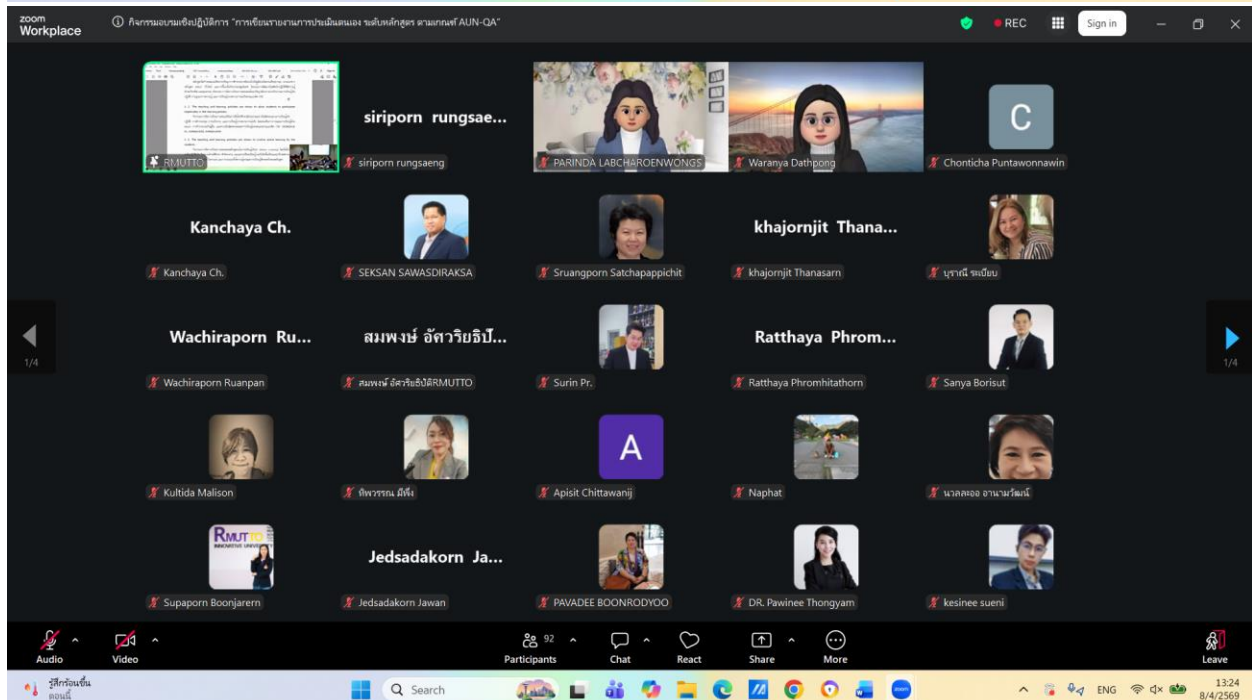 zoom
Workplace
กิจกรรมอบรมเชิงปฏิบัติการ "การเขียนรายงานการประเมินตนเอง ระดับหลักสูตร ตามเกณฑ์ AUN-QA"
REC
Sign in
siriporn rungsae...
C
RMUTTO
siriporn rungsaeng
PARINDA LABCHAROENWONGS
Waranya Dathpong
Chonticha Puntawonnawin
Kanchaya Ch.
khajornjit Thana...
Kanchaya Ch.
SEKSAN SAWASDIRAKSA
Sruangporn Satchapappichit
khajornjit Thanasarn
บุราณี ระเบียบ
Wachiraporn Ru...
สมพงษ์ อัศวริยธิป...
Ratthaya Phrom...
1/4
1/4
Wachiraporn Ruanpan
สมพงษ์ อัศวริยธิปัติRMUTTO
Surin Pr.
Ratthaya Phromhitathorn
Sanya Borisut
A
Kultida Malison
ทิพวรรณ มีพึ่ง
Apisit Chittawanij
Naphat
นวลละออ อานามวัฒน์
RMUTTO
INNOVATIVE UNIVERSITY
Jedsadakorn Ja...
Supaporn Boonjarern
Jedsadakorn Jawan
PAVADEE BOONRODYOO
DR. Pawinee Thongyam
kesinee sueni
Audio
Video
92
Participants
Chat
React
Share
More
Leave
รู้สึกร้อนขึ้น
ตอนนี้
Search
ENG
13:24
8/4/2569